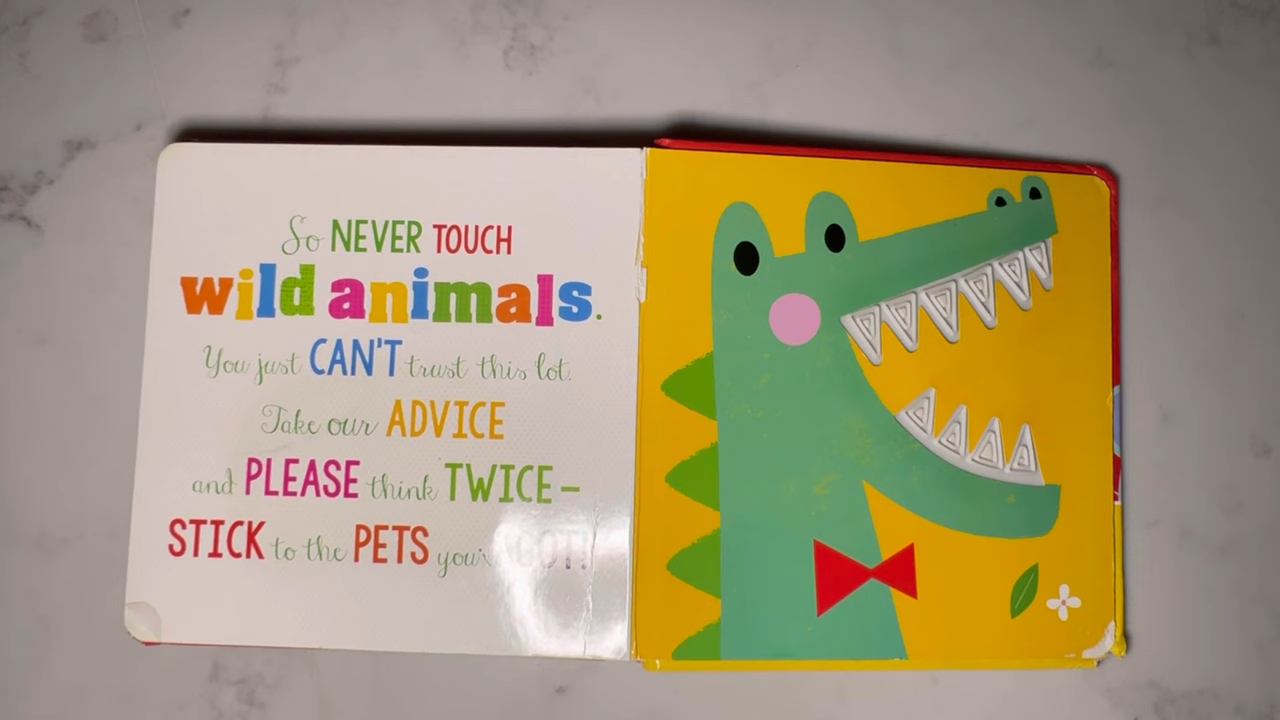 So NEVER TOUCH
wild animals.
You just CAN'T trust this lot.
Take our ADVICE
and PLEASE think TWICE–
STICK to the PETS you've GOT!